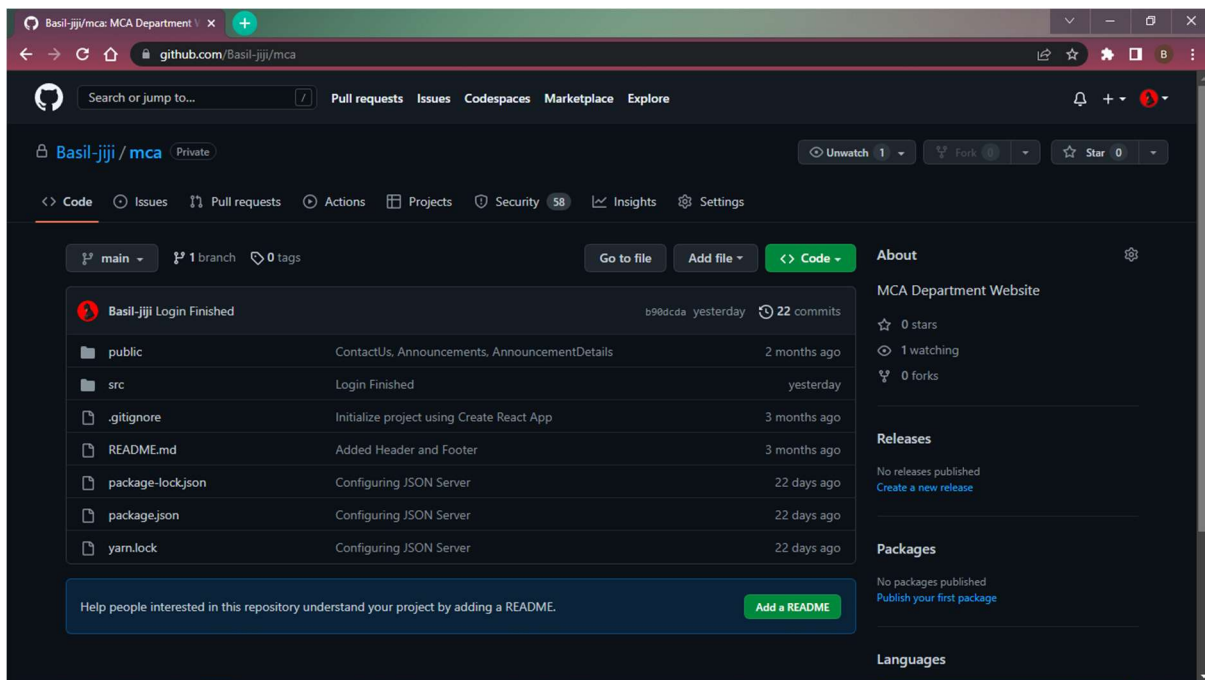 Basil-jiji/mca: MCA Department W
github.com/Basil-jiji/mca
B
Search or jump to... / Pull requests Issues Codespaces Marketplace Explore
Basil-jiji / mca Private Unwatch 1 Fork 0 Star 0
Code Issues Pull requests Actions Projects Security 58 Insights Settings
main 1 branch 0 tags Go to file Add file Code
Basil-jiji Login Finished b90dcda yesterday 22 commits
public ContactUs, Announcements, AnnouncementDetails 2 months ago
src Login Finished yesterday
.gitignore Initialize project using Create React App 3 months ago
README.md Added Header and Footer 3 months ago
package-lock.json Configuring JSON Server 22 days ago
package.json Configuring JSON Server 22 days ago
yarn.lock Configuring JSON Server 22 days ago
Help people interested in this repository understand your project by adding a README. Add a README
About
MCA Department Website
0 stars
1 watching
0 forks
Releases
No releases published
Create a new release
Packages
No packages published
Publish your first package
Languages